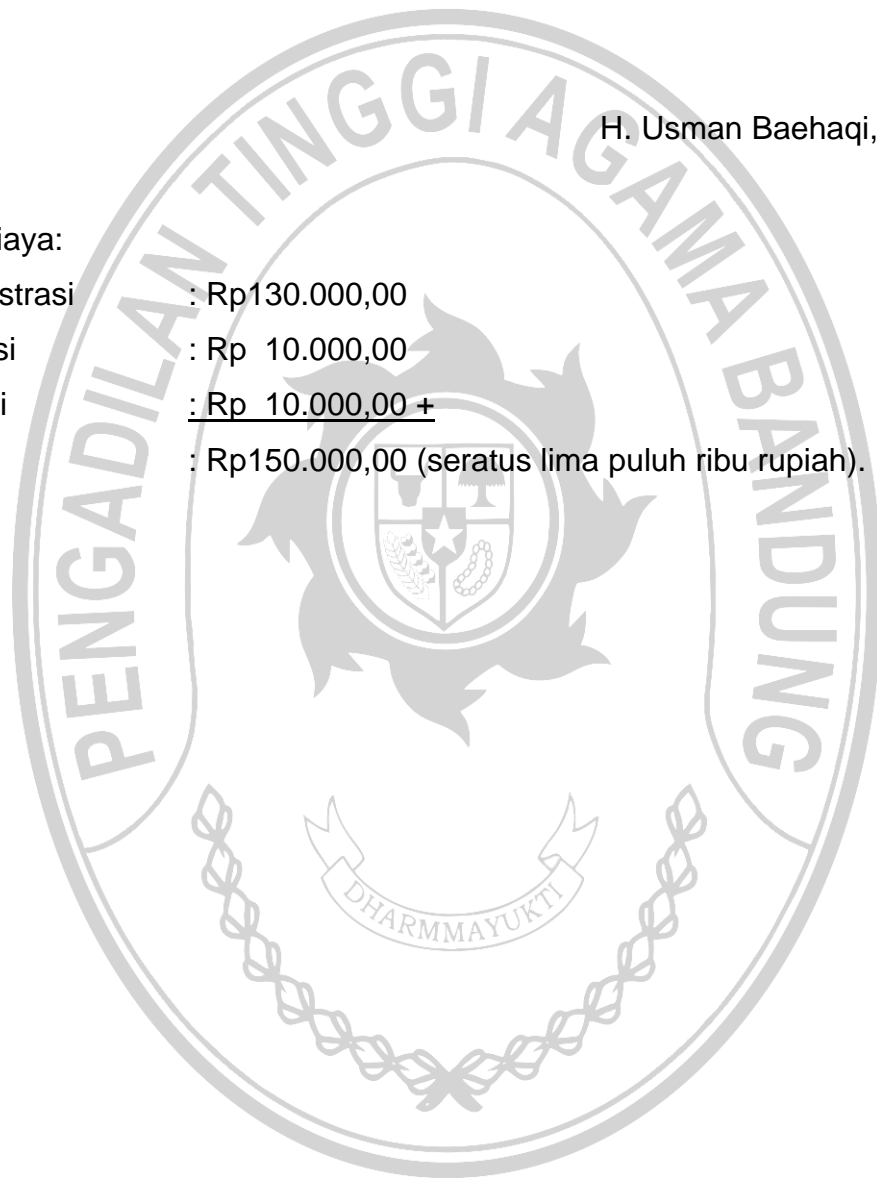 H. Usman Baehaqi,
iaya:
strasi : Rp130.000,00
si : Rp 10.000,00
i : Rp 10.000,00 +
: Rp150.000,00 (seratus lima puluh ribu rupiah).
PENGADILAN TINGGI AGAMA BANDUNG
DHARMMAYUKTI